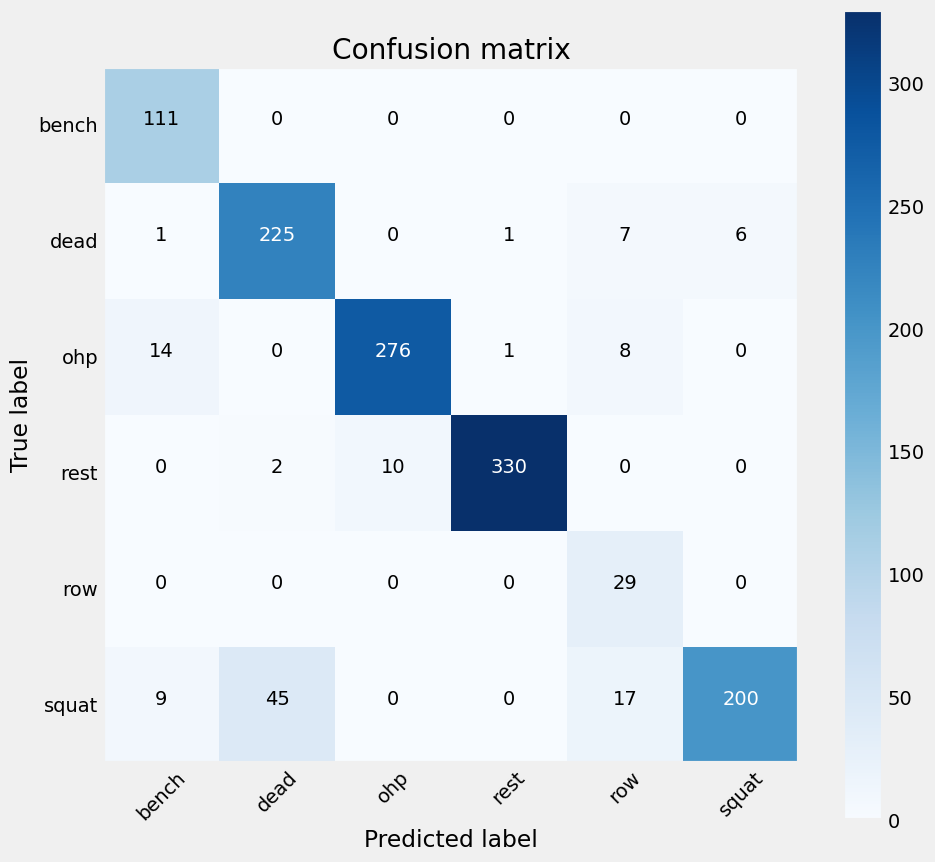 Confusion matrix
bench 111 0 0 0 0 0
dead 1 225 0 1 7 6
ohp 14 0 276 1 8 0
rest 0 2 10 330 0 0
row 0 0 0 0 29 0
squat 9 45 0 0 17 200
bench dead ohp rest row squat
True label
Predicted label
300
250
200
150
100
50
0